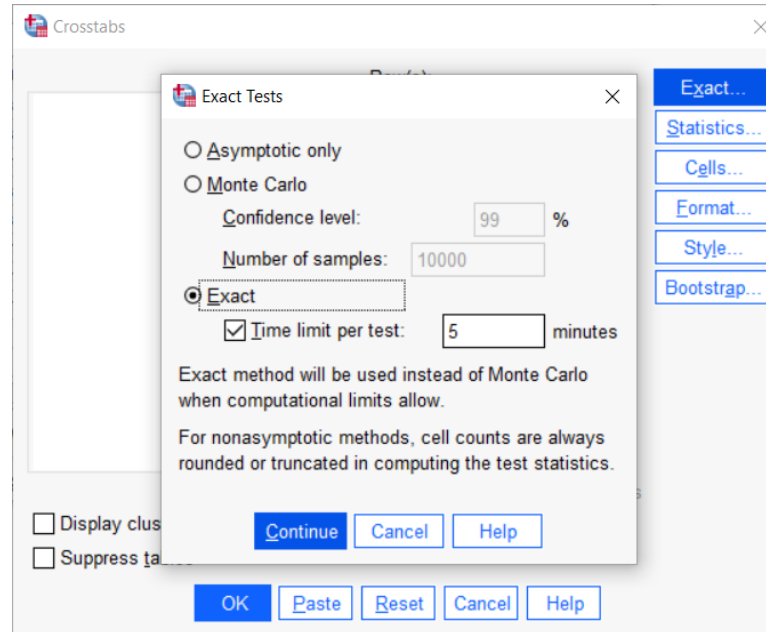 Crosstabs
Exact Tests
Exact...
Asymptotic only
Statistics...
Monte Carlo
Cells...
Confidence level: 99 %
Format...
Number of samples: 10000
Style...
Exact
Bootstrap...
Time limit per test: 5 minutes
Exact method will be used instead of Monte Carlo
when computational limits allow.
For nonasymptotic methods, cell counts are always
rounded or truncated in computing the test statistics.
Display clus
Continue Cancel Help
Suppress
OK Paste Reset Cancel Help